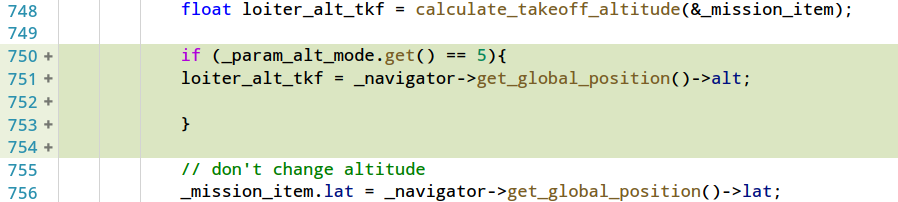 748 float loiter_alt_tkf = calculate_takeoff_altitude(&_mission_item);
749
750 + if (_param_alt_mode.get() == 5){
751 + loiter_alt_tkf = _navigator->get_global_position()->alt;
752 +
753 + }
754 +
755 // don't change altitude
756 _mission_item.lat = _navigator->get_global_position()->lat;